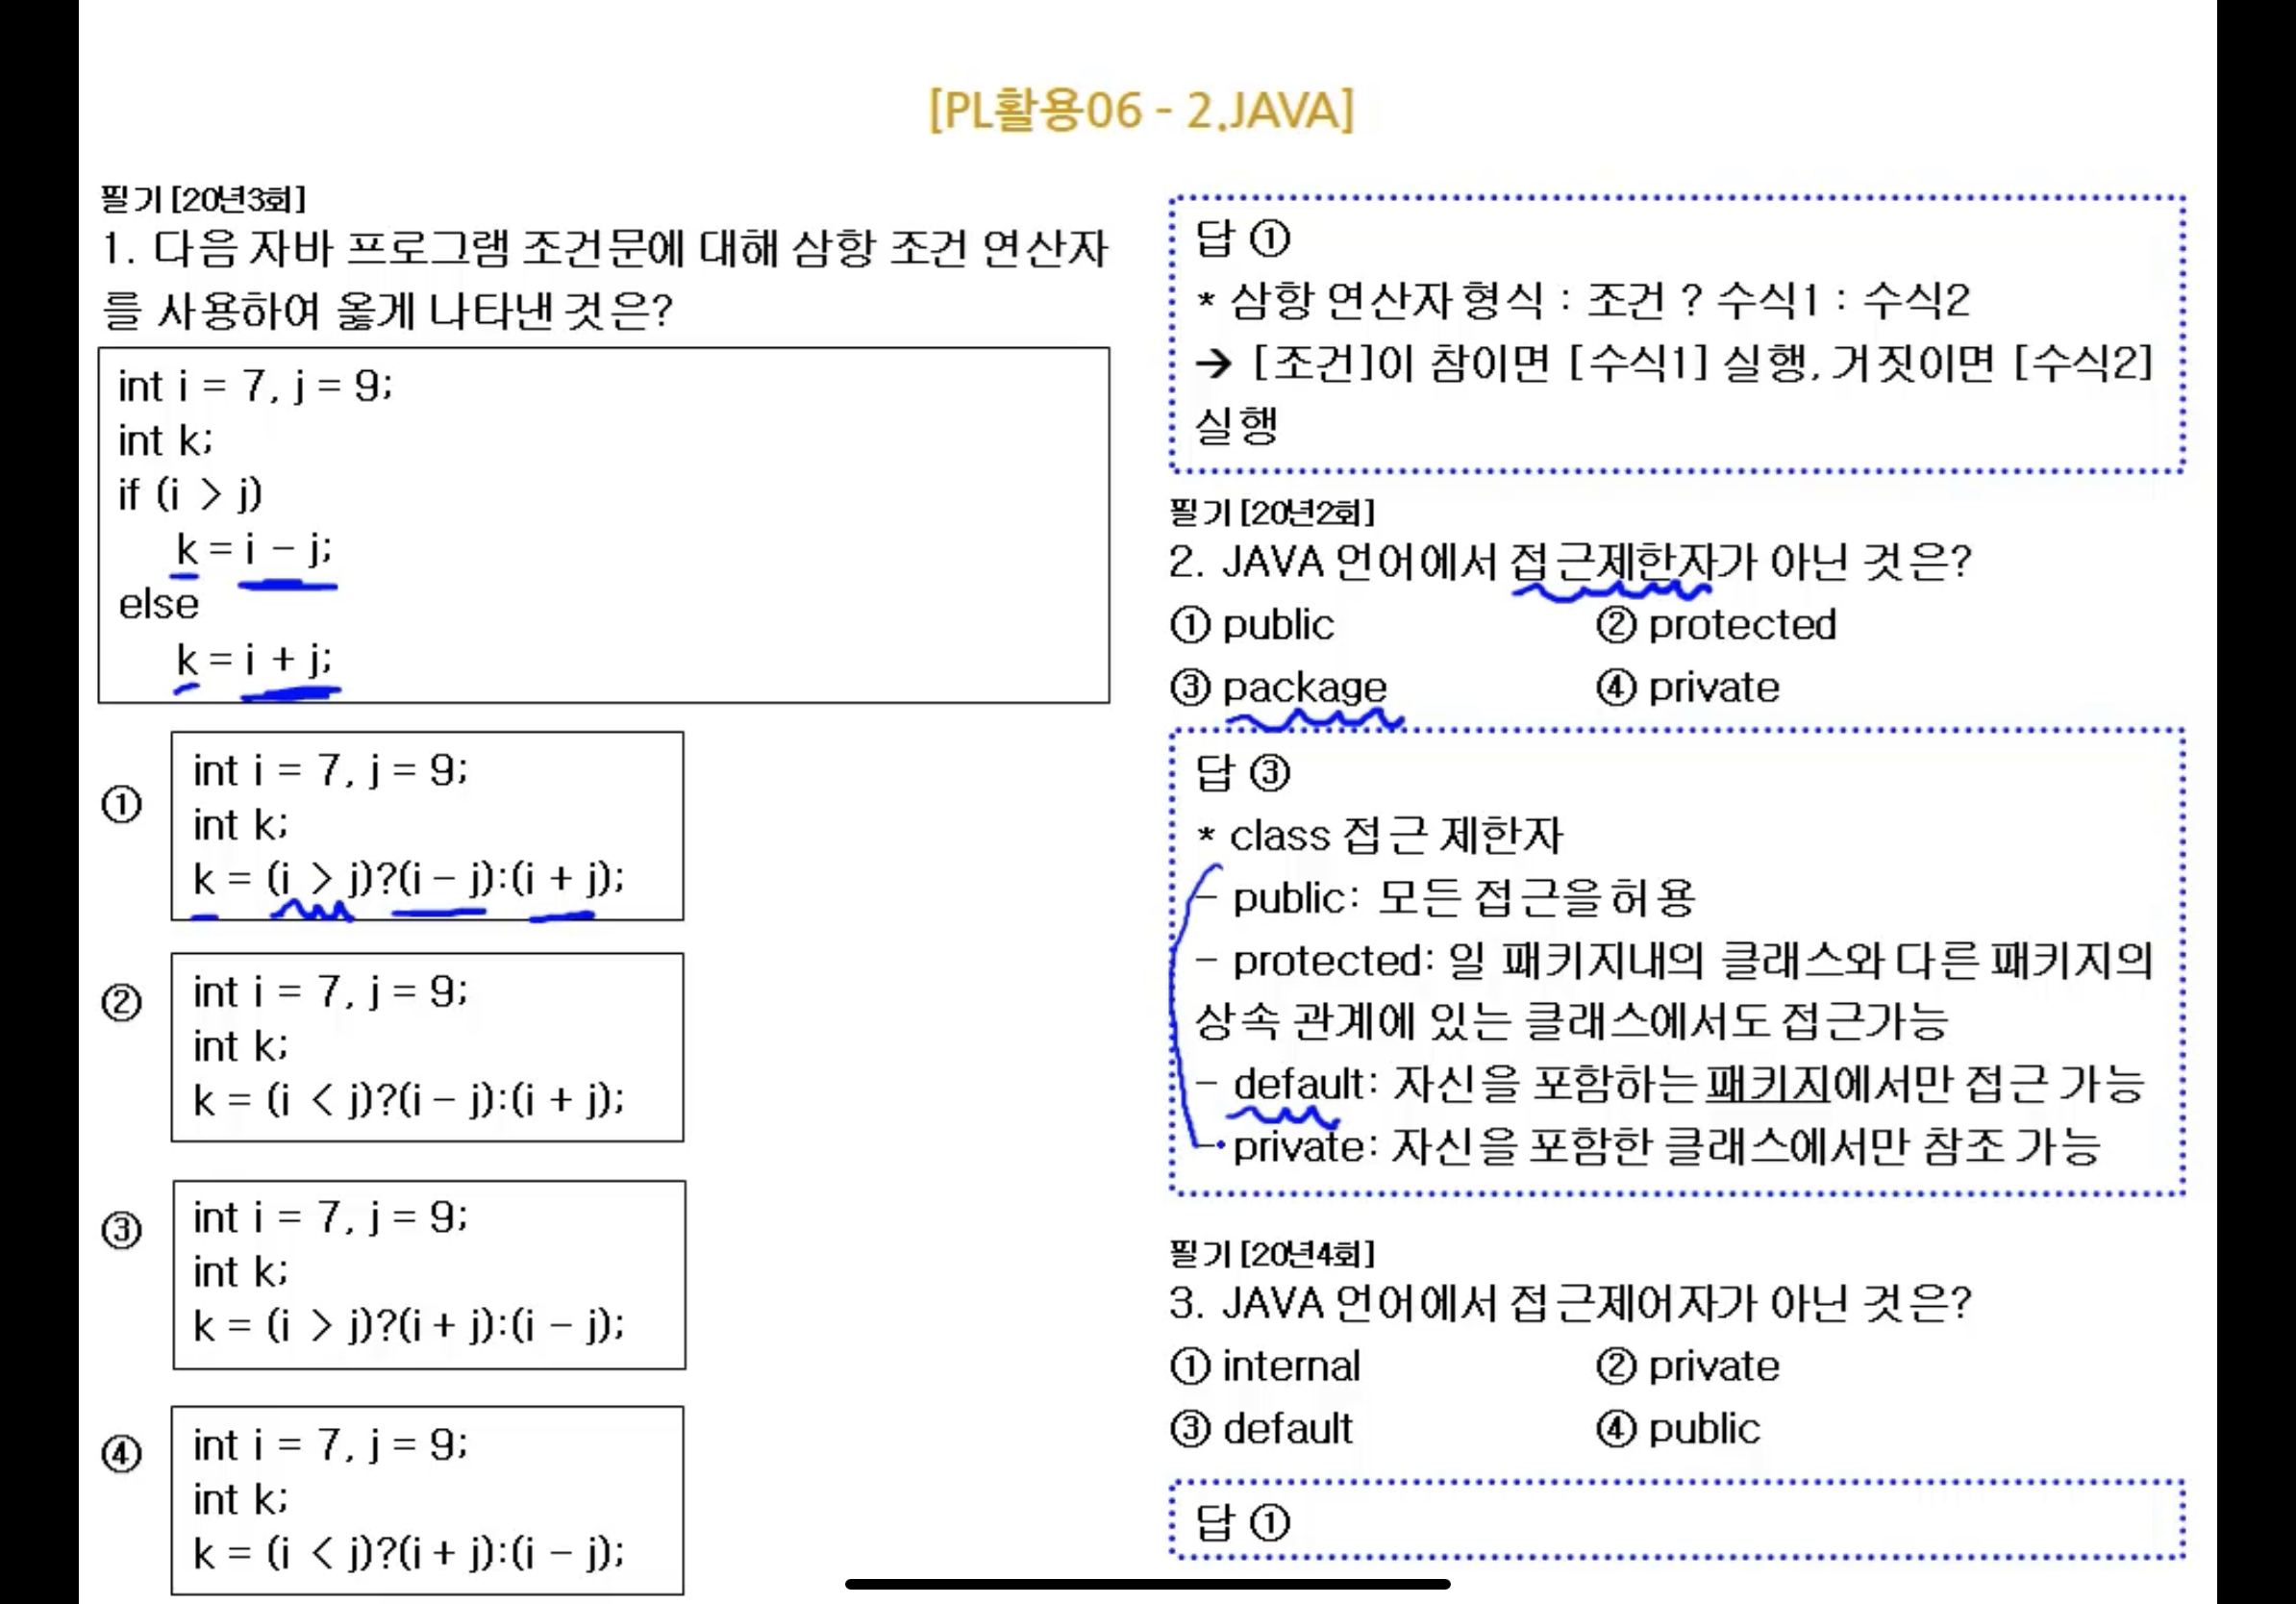 [PL활용06 - 2.JAVA]
필기[20년3회]
1. 다음 자바 프로그램 조건문에 대해 삼항 조건 연산자
를 사용하여 옳게 나타낸 것은?
int i = 7, j = 9;
int k;
if (i > j)
k = i − j;
else
k = i + j;
①
int i = 7, j = 9;
int k;
k = (i > j)?(i − j):(i + j);
②
int i = 7, j = 9;
int k;
k = (i < j)?(i − j):(i + j);
③
int i = 7, j = 9;
int k;
k = (i > j)?(i + j):(i − j);
④
int i = 7, j = 9;
int k;
k = (i < j)?(i + j):(i − j);
답 ①
* 삼항 연산자 형식 : 조건 ? 수식1 : 수식2
→ [조건]이 참이면 [수식1] 실행, 거짓이면 [수식2]
실행
필기[20년2회]
2. JAVA 언어에서 접근제한자가 아닌 것은?
① public ② protected
③ package ④ private
답 ③
* class 접근 제한자
− public: 모든 접근을 허용
− protected: 일 패키지내의 클래스와 다른 패키지의
상속 관계에 있는 클래스에서도 접근가능
− default: 자신을 포함하는 패키지에서만 접근 가능
− private: 자신을 포함한 클래스에서만 참조 가능
필기[20년4회]
3. JAVA 언어에서 접근제어자가 아닌 것은?
① internal ② private
③ default ④ public
답 ①